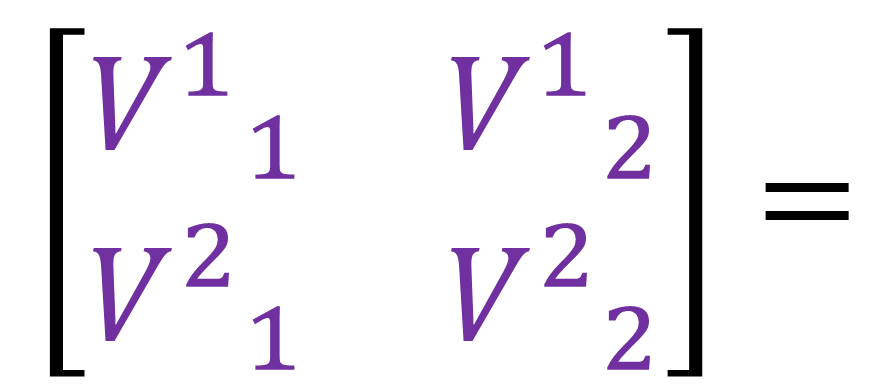 [V¹₁ V¹₂
V²₁ V²₂] =